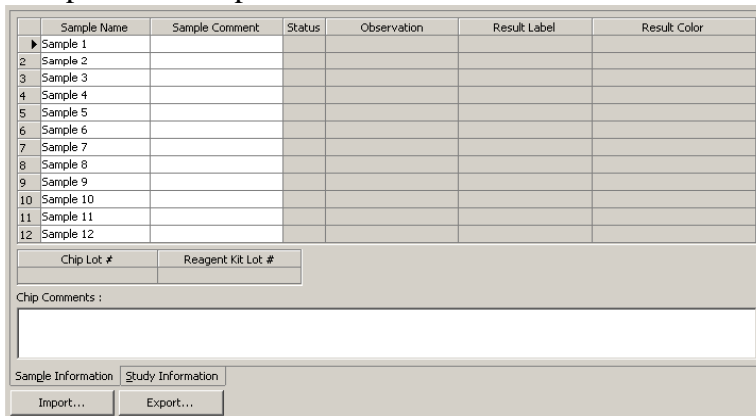 Sample Name Sample Comment Status Observation Result Label Result Color
Sample 1
2 Sample 2
3 Sample 3
4 Sample 4
5 Sample 5
6 Sample 6
7 Sample 7
8 Sample 8
9 Sample 9
10 Sample 10
11 Sample 11
12 Sample 12
Chip Lot # Reagent Kit Lot #
Chip Comments :
Sample Information Study Information
Import... Export...